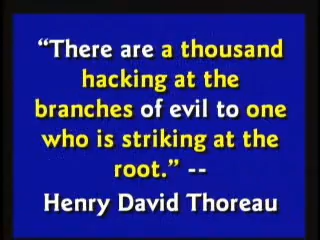 “There are a thousand
hacking at the
branches of evil to one
who is striking at the
root.” --
Henry David Thoreau